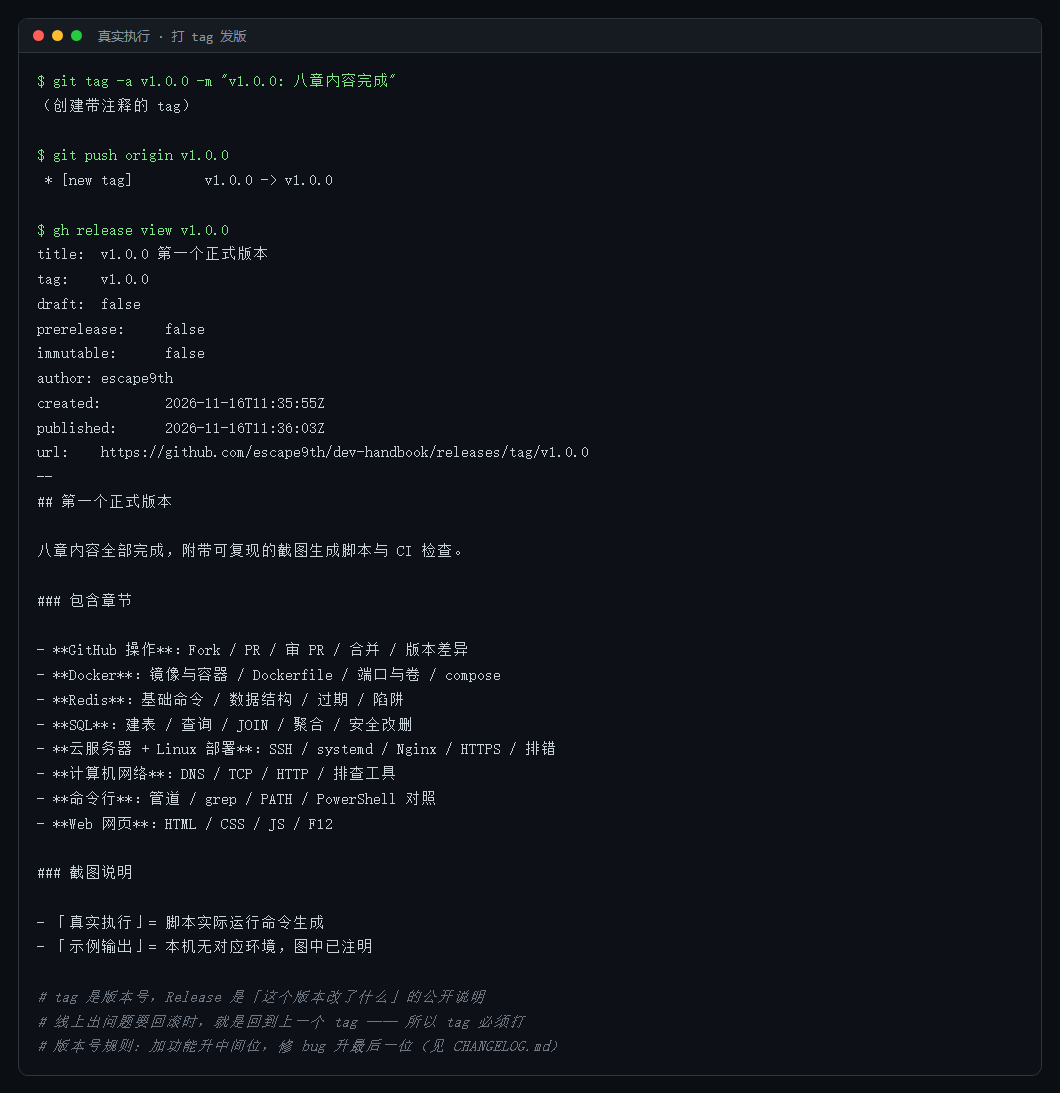 真实执行 · 打 tag 发版
$ git tag -a v1.0.0 -m "v1.0.0: 八章内容完成"
（创建带注释的 tag）
$ git push origin v1.0.0
* [new tag]         v1.0.0 -> v1.0.0
$ gh release view v1.0.0
title:  v1.0.0 第一个正式版本
tag:    v1.0.0
draft:  false
prerelease:     false
immutable:      false
author: escape9th
created:        2026-11-16T11:35:55Z
published:      2026-11-16T11:36:03Z
url:    https://github.com/escape9th/dev-handbook/releases/tag/v1.0.0
--
## 第一个正式版本
八章内容全部完成，附带可复现的截图生成脚本与 CI 检查。
### 包含章节
- **GitHub 操作**：Fork / PR / 审 PR / 合并 / 版本差异
- **Docker**：镜像与容器 / Dockerfile / 端口与卷 / compose
- **Redis**：基础命令 / 数据结构 / 过期 / 陷阱
- **SQL**：建表 / 查询 / JOIN / 聚合 / 安全改删
- **云服务器 + Linux 部署**：SSH / systemd / Nginx / HTTPS / 排错
- **计算机网络**：DNS / TCP / HTTP / 排查工具
- **命令行**：管道 / grep / PATH / PowerShell 对照
- **Web 网页**：HTML / CSS / JS / F12
### 截图说明
- 「真实执行」= 脚本实际运行命令生成
- 「示例输出」= 本机无对应环境，图中已注明
# tag 是版本号，Release 是「这个版本改了什么」的公开说明
# 线上出问题要回滚时，就是回到上一个 tag —— 所以 tag 必须打
# 版本号规则: 加功能升中间位，修 bug 升最后一位（见 CHANGELOG.md）